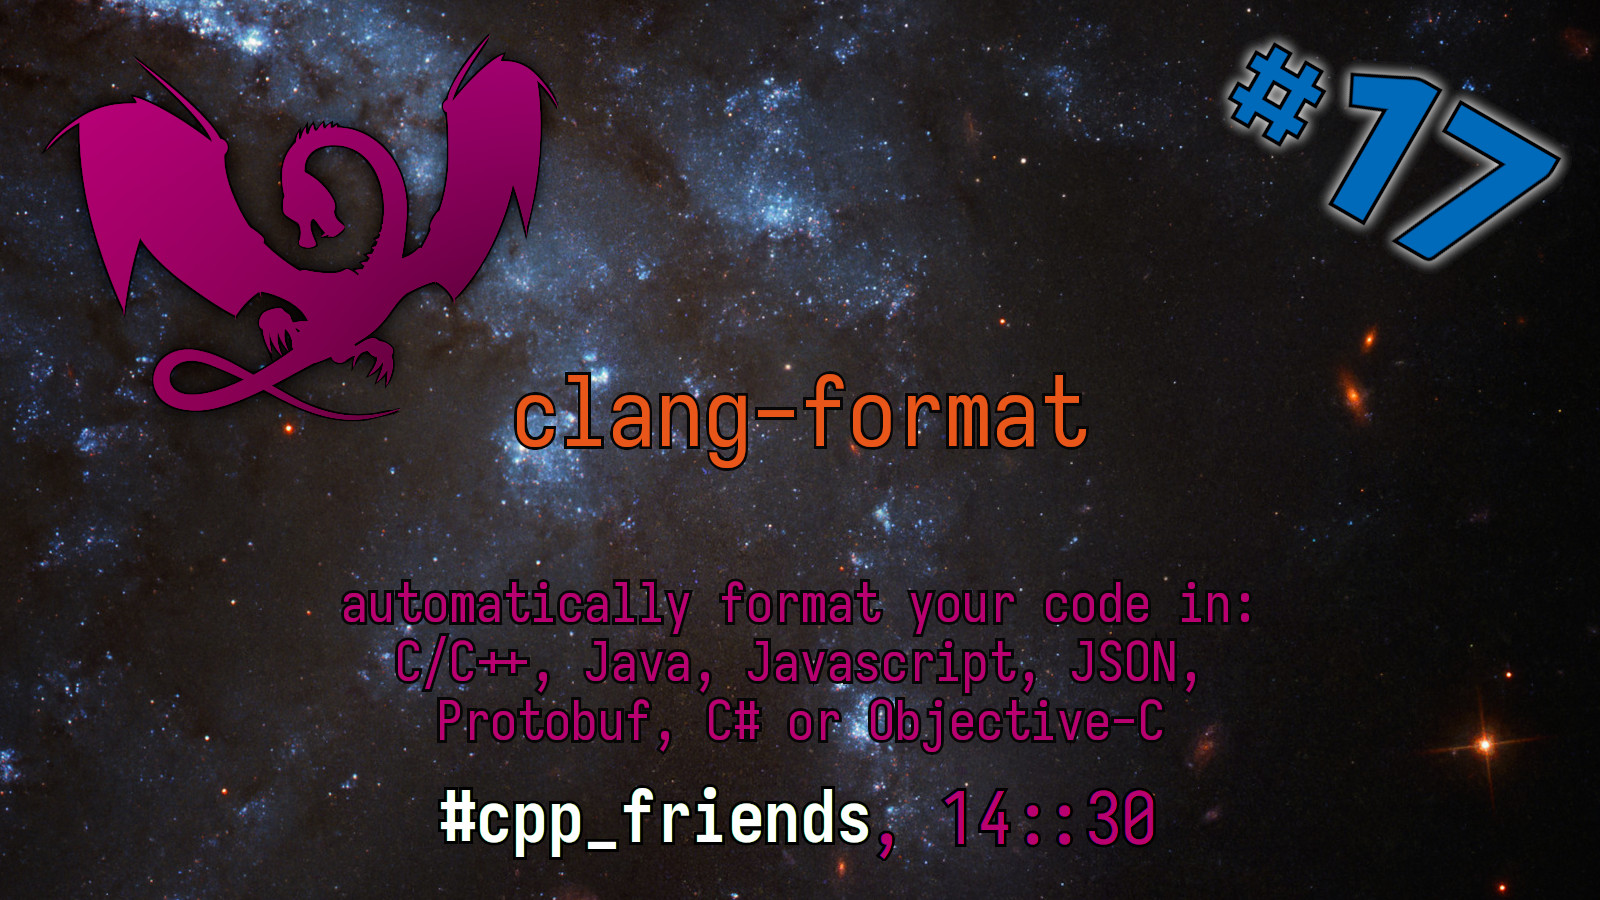 #17
clang-format
automatically format your code in:
C/C++, Java, Javascript, JSON,
Protobuf, C# or Objective-C
#cpp_friends, 14::30